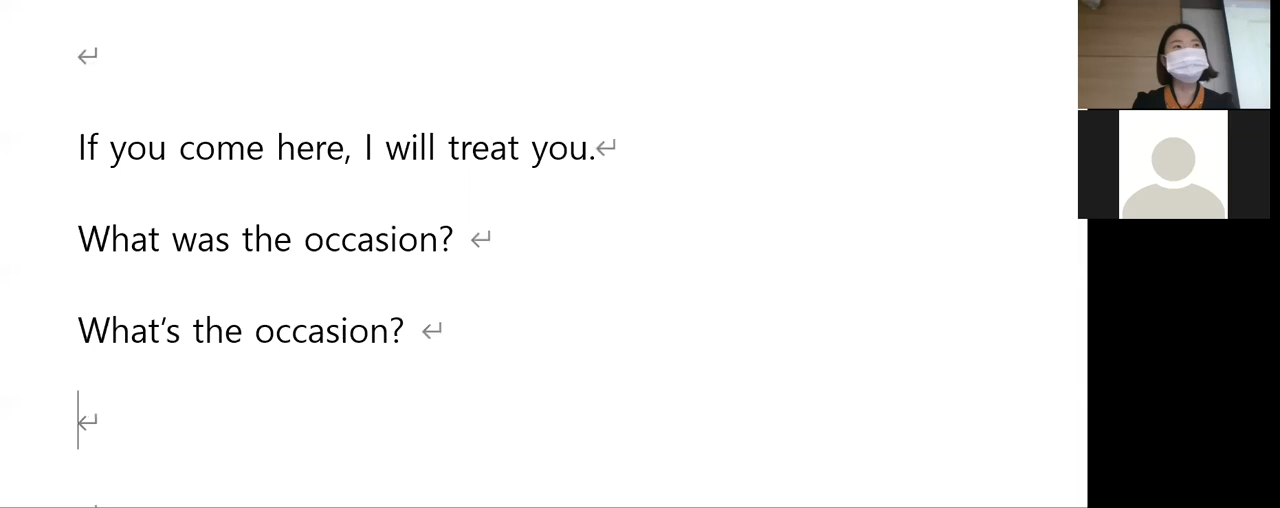 If you come here, I will treat you.
What was the occasion?
What's the occasion?